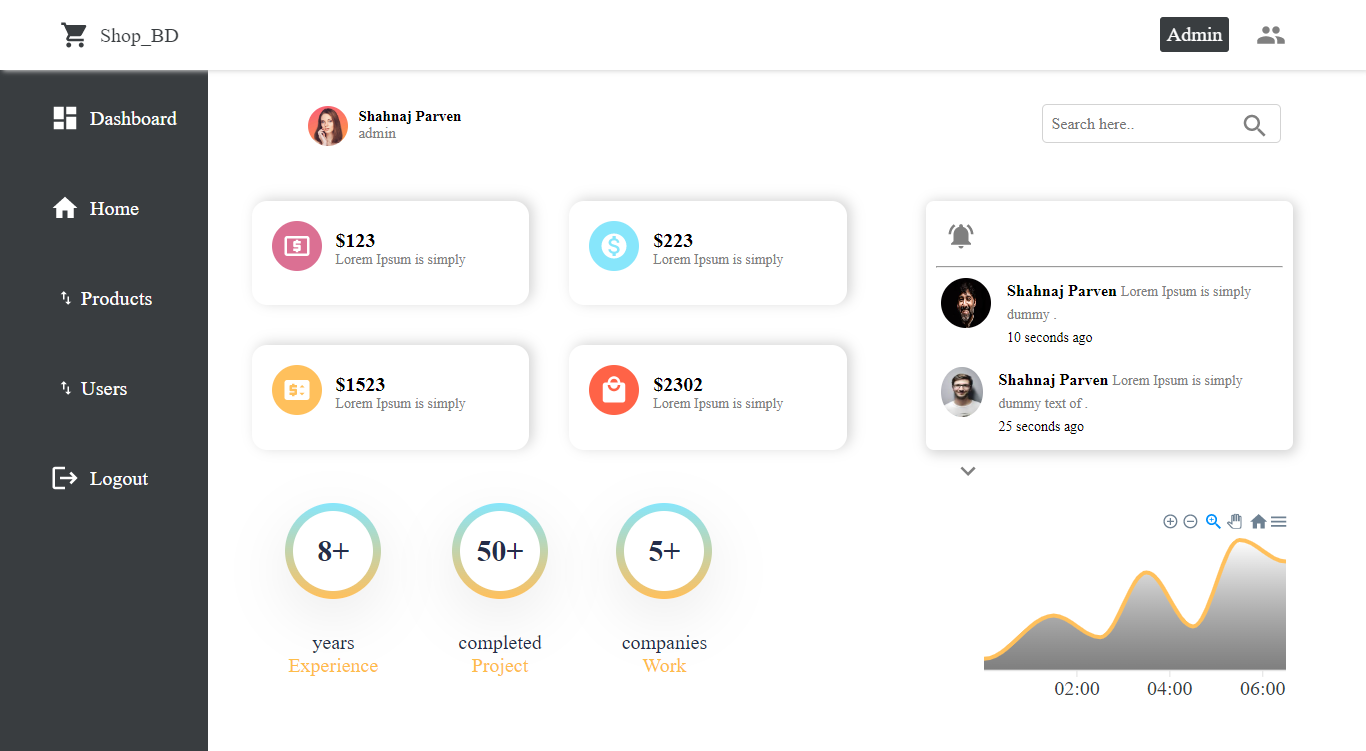 Shop_BD
Admin
Dashboard
Home
Products
Users
Logout
Shahnaj Parven
admin
Search here..
$123
Lorem Ipsum is simply
$223
Lorem Ipsum is simply
$1523
Lorem Ipsum is simply
$2302
Lorem Ipsum is simply
Shahnaj Parven Lorem Ipsum is simply
dummy .
10 seconds ago
Shahnaj Parven Lorem Ipsum is simply
dummy text of .
25 seconds ago
8+
years
Experience
50+
completed
Project
5+
companies
Work
02:00 04:00 06:00